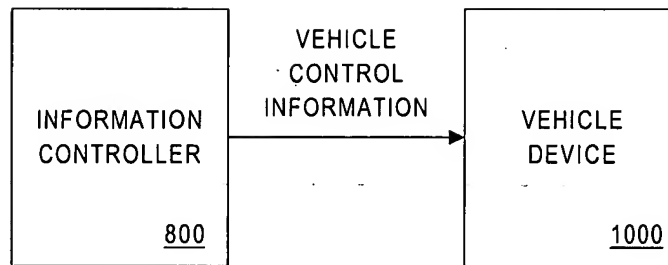 INFORMATION
CONTROLLER
800
VEHICLE
CONTROL
INFORMATION
VEHICLE
DEVICE
1000